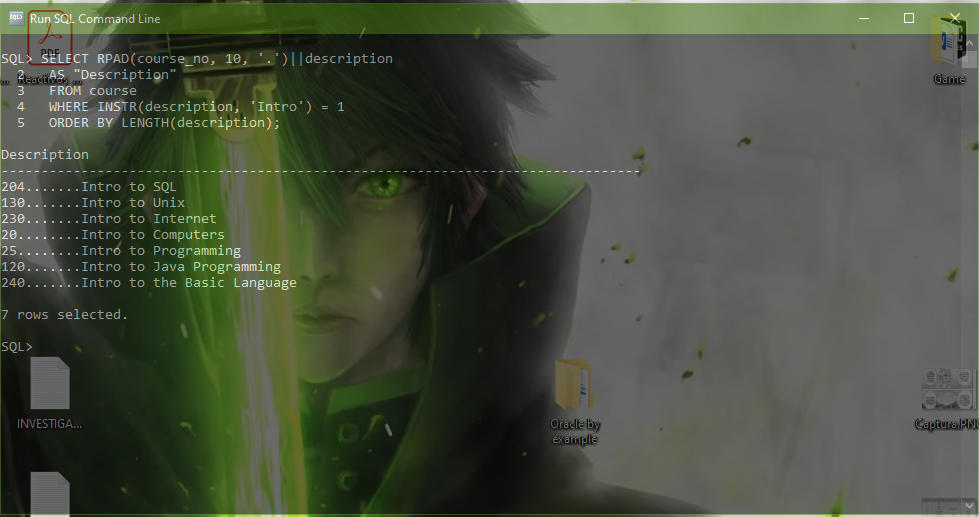 Run SQL Command Line
SQL> SELECT RPAD(course_no, 10, '.')||description
2 AS "Description"
3 FROM course
4 WHERE INSTR(description, 'Intro') = 1
5 ORDER BY LENGTH(description);
Description
--------------------------------------------------------------------------------
204.......Intro to SQL
130.......Intro to Unix
230.......Intro to Internet
20........Intro to Computers
25........Intro to Programming
120.......Intro to Java Programming
240.......Intro to the Basic Language
7 rows selected.
SQL>
PDF
Reactivos...
Game
INVESTIGA...
Oracle by
example
Captura.PNG